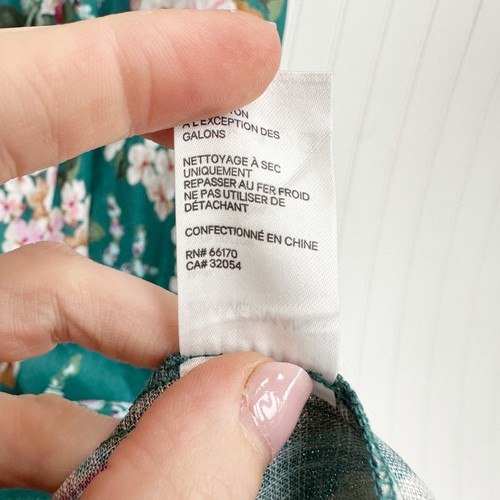 À L'EXCEPTION DES
GALONS
NETTOYAGE À SEC
UNIQUEMENT
REPASSER AU FER FROID
NE PAS UTILISER DE
DÉTACHANT
CONFECTIONNÉ EN CHINE
RN# 66170
CA# 32054